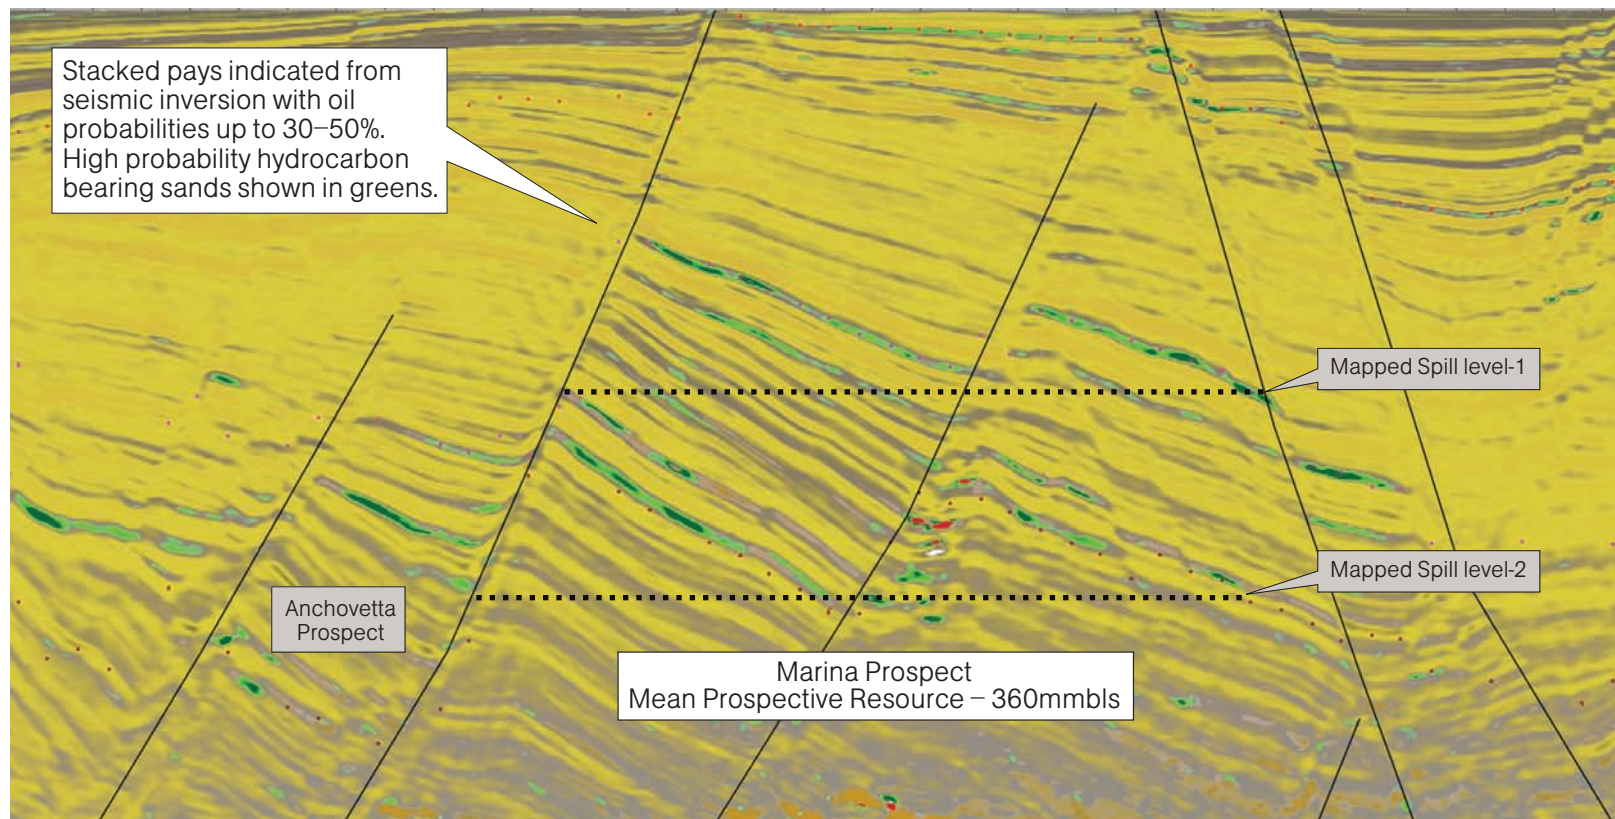 Stacked pays indicated from
seismic inversion with oil
probabilities up to 30–50%.
High probability hydrocarbon
bearing sands shown in greens.
Mapped Spill level-1
Mapped Spill level-2
Anchovetta
Prospect
Marina Prospect
Mean Prospective Resource – 360mmbls